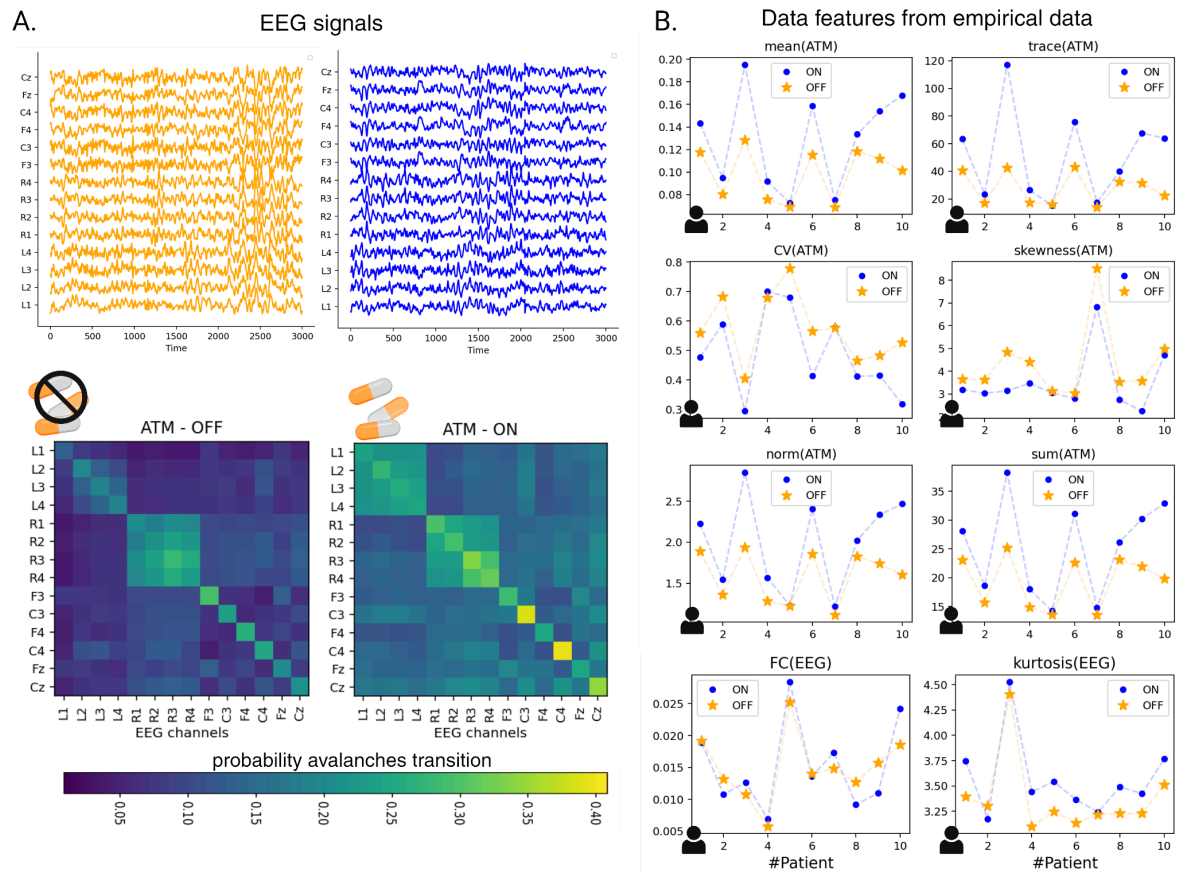 A.
EEG signals
Cz
Fz
C4
F4
C3
F3
R4
R3
R2
R1
L4
L3
L2
L1
0 500 1000 1500 2000 2500 3000
Time
Cz
Fz
C4
F4
C3
F3
R4
R3
R2
R1
L4
L3
L2
L1
0 500 1000 1500 2000 2500 3000
Time
ATM - OFF
L1
L2
L3
L4
R1
R2
R3
R4
F3
C3
F4
C4
Fz
Cz
L1 L2 L3 L4 R1 R2 R3 R4 F3 C3 F4 C4 Fz Cz
EEG channels
ATM - ON
L1
L2
L3
L4
R1
R2
R3
R4
F3
C3
F4
C4
Fz
Cz
L1 L2 L3 L4 R1 R2 R3 R4 F3 C3 F4 C4 Fz Cz
EEG channels
probability avalanches transition
0.05 0.10 0.15 0.20 0.25 0.30 0.35 0.40
B.
Data features from empirical data
mean(ATM)
0.20
0.18
0.16
0.14
0.12
0.10
0.08
ON
OFF
2 4 6 8 10
trace(ATM)
120
100
80
60
40
20
ON
OFF
2 4 6 8 10
CV(ATM)
0.8
0.7
0.6
0.5
0.4
0.3
ON
OFF
2 4 6 8 10
skewness(ATM)
8
7
6
5
4
3
2
ON
OFF
2 4 6 8 10
norm(ATM)
2.5
2.0
1.5
ON
OFF
2 4 6 8 10
sum(ATM)
35
30
25
20
15
ON
OFF
2 4 6 8 10
FC(EEG)
0.025
0.020
0.015
0.010
0.005
ON
OFF
2 4 6 8 10
#Patient
kurtosis(EEG)
4.50
4.25
4.00
3.75
3.50
3.25
ON
OFF
2 4 6 8 10
#Patient